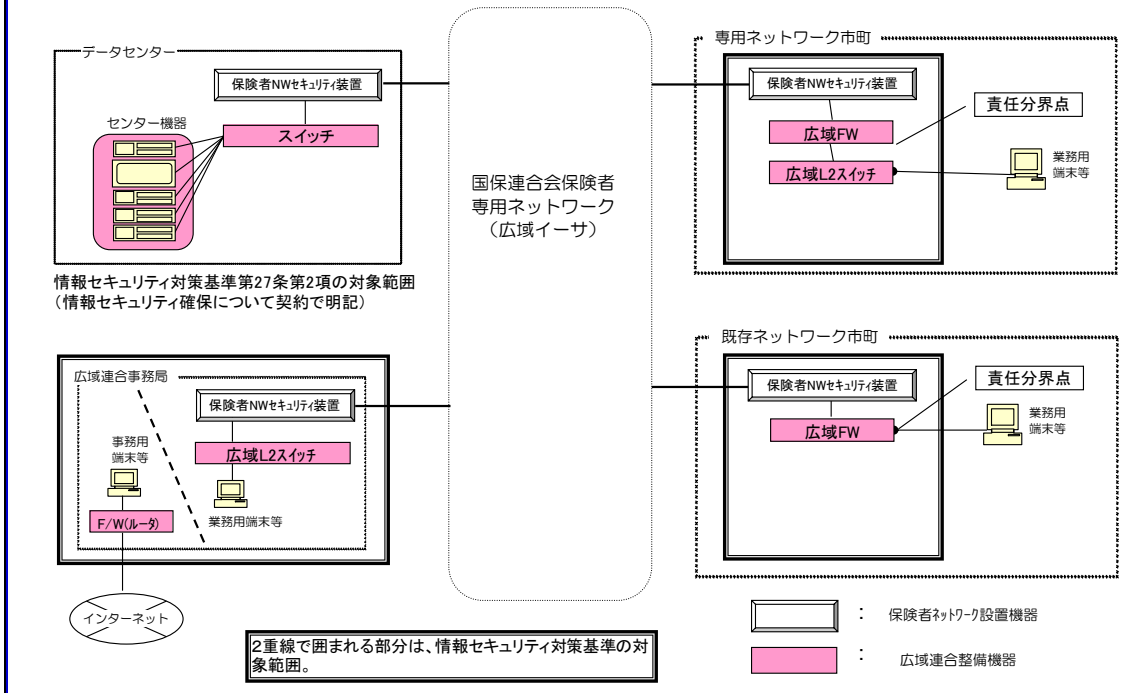 データセンター
保険者NWセキュリティ装置
センター機器
スイッチ
情報セキュリティ対策基準第27条第2項の対象範囲
（情報セキュリティ確保について契約で明記）
国保連合会保険者
専用ネットワーク
（広域イーサ）
専用ネットワーク市町
保険者NWセキュリティ装置
責任分界点
広域FW
広域L2スイッチ
業務用
端末等
広域連合事務局
保険者NWセキュリティ装置
事務用
端末等
広域L2スイッチ
F/W(ルータ)
業務用端末等
インターネット
既存ネットワーク市町
保険者NWセキュリティ装置
責任分界点
広域FW
業務用
端末等
2重線で囲まれる部分は、情報セキュリティ対策基準の対
象範囲。
： 保険者ネットワーク設置機器
： 広域連合整備機器